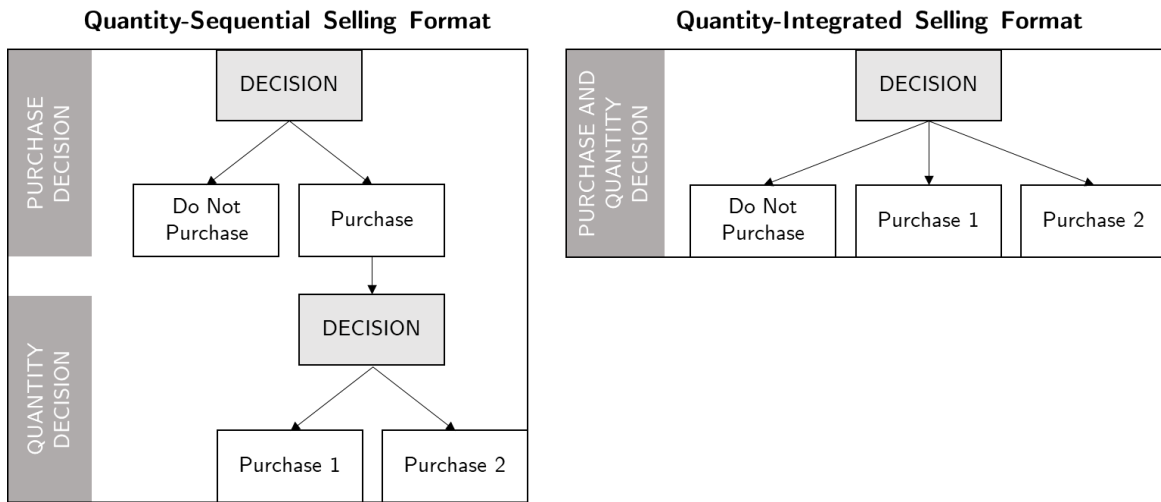 Quantity-Sequential Selling Format
PURCHASE
DECISION
DECISION
Do Not
Purchase
Purchase
QUANTITY
DECISION
DECISION
Purchase 1
Purchase 2
Quantity-Integrated Selling Format
PURCHASE AND
QUANTITY
DECISION
DECISION
Do Not
Purchase
Purchase 1
Purchase 2